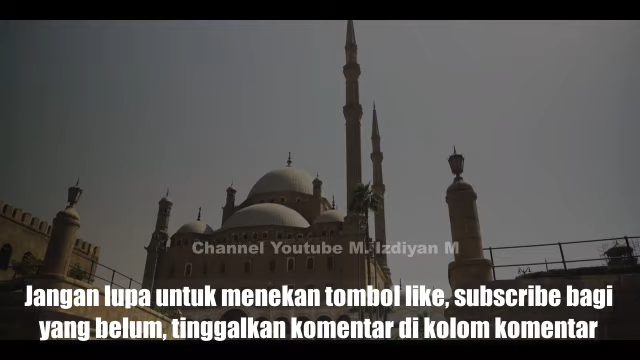 Channel Youtube M. Izdiyan M
Jangan lupa untuk menekan tombol like, subscribe bagi
yang belum, tinggalkan komentar di kolom komentar